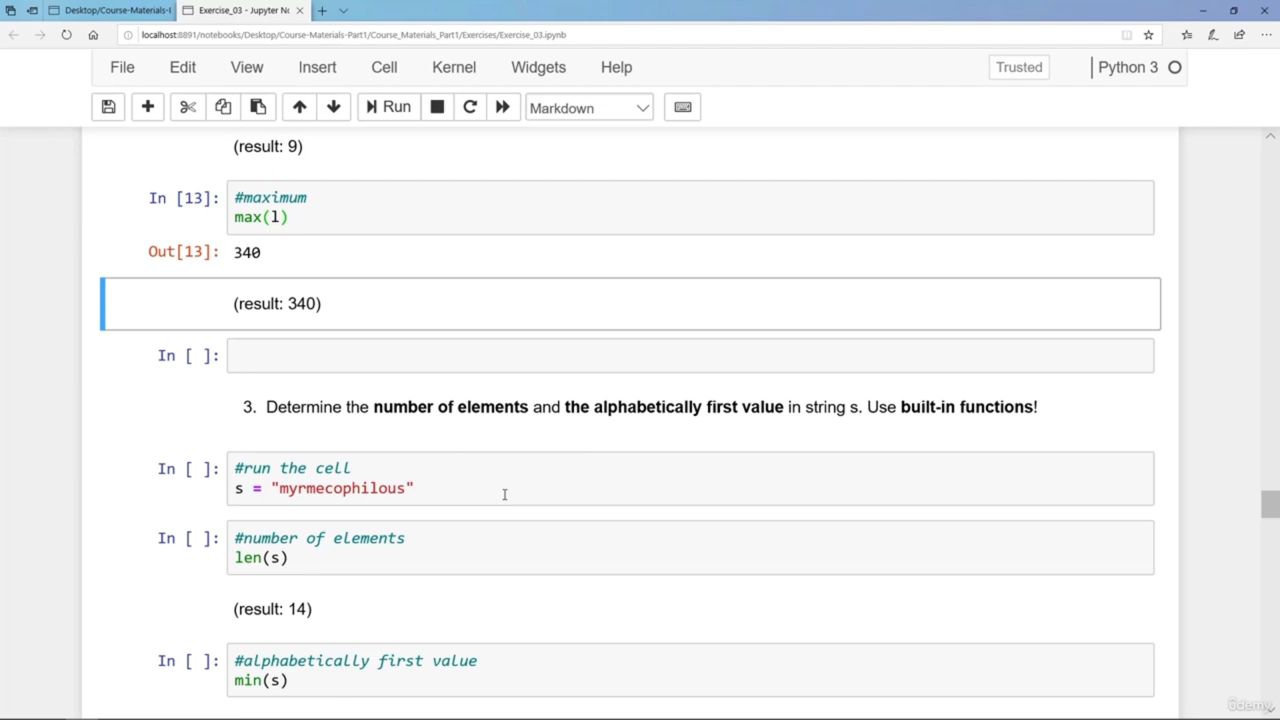 Desktop/Course-Materials-I
Exercise_03 - Jupyter No
localhost:8891/notebooks/Desktop/Course-Materials-Part1/Course_Materials_Part1/Exercises/Exercise_03.ipynb
File Edit View Insert Cell Kernel Widgets Help Trusted Python 3
Run Markdown
(result: 9)
In [13]: #maximum
max(l)
Out[13]: 340
(result: 340)
In [ ]:
3. Determine the number of elements and the alphabetically first value in string s. Use built-in functions!
In [ ]: #run the cell
s = "myrmecophilous"
In [ ]: #number of elements
len(s)
(result: 14)
In [ ]: #alphabetically first value
min(s)
Udemy